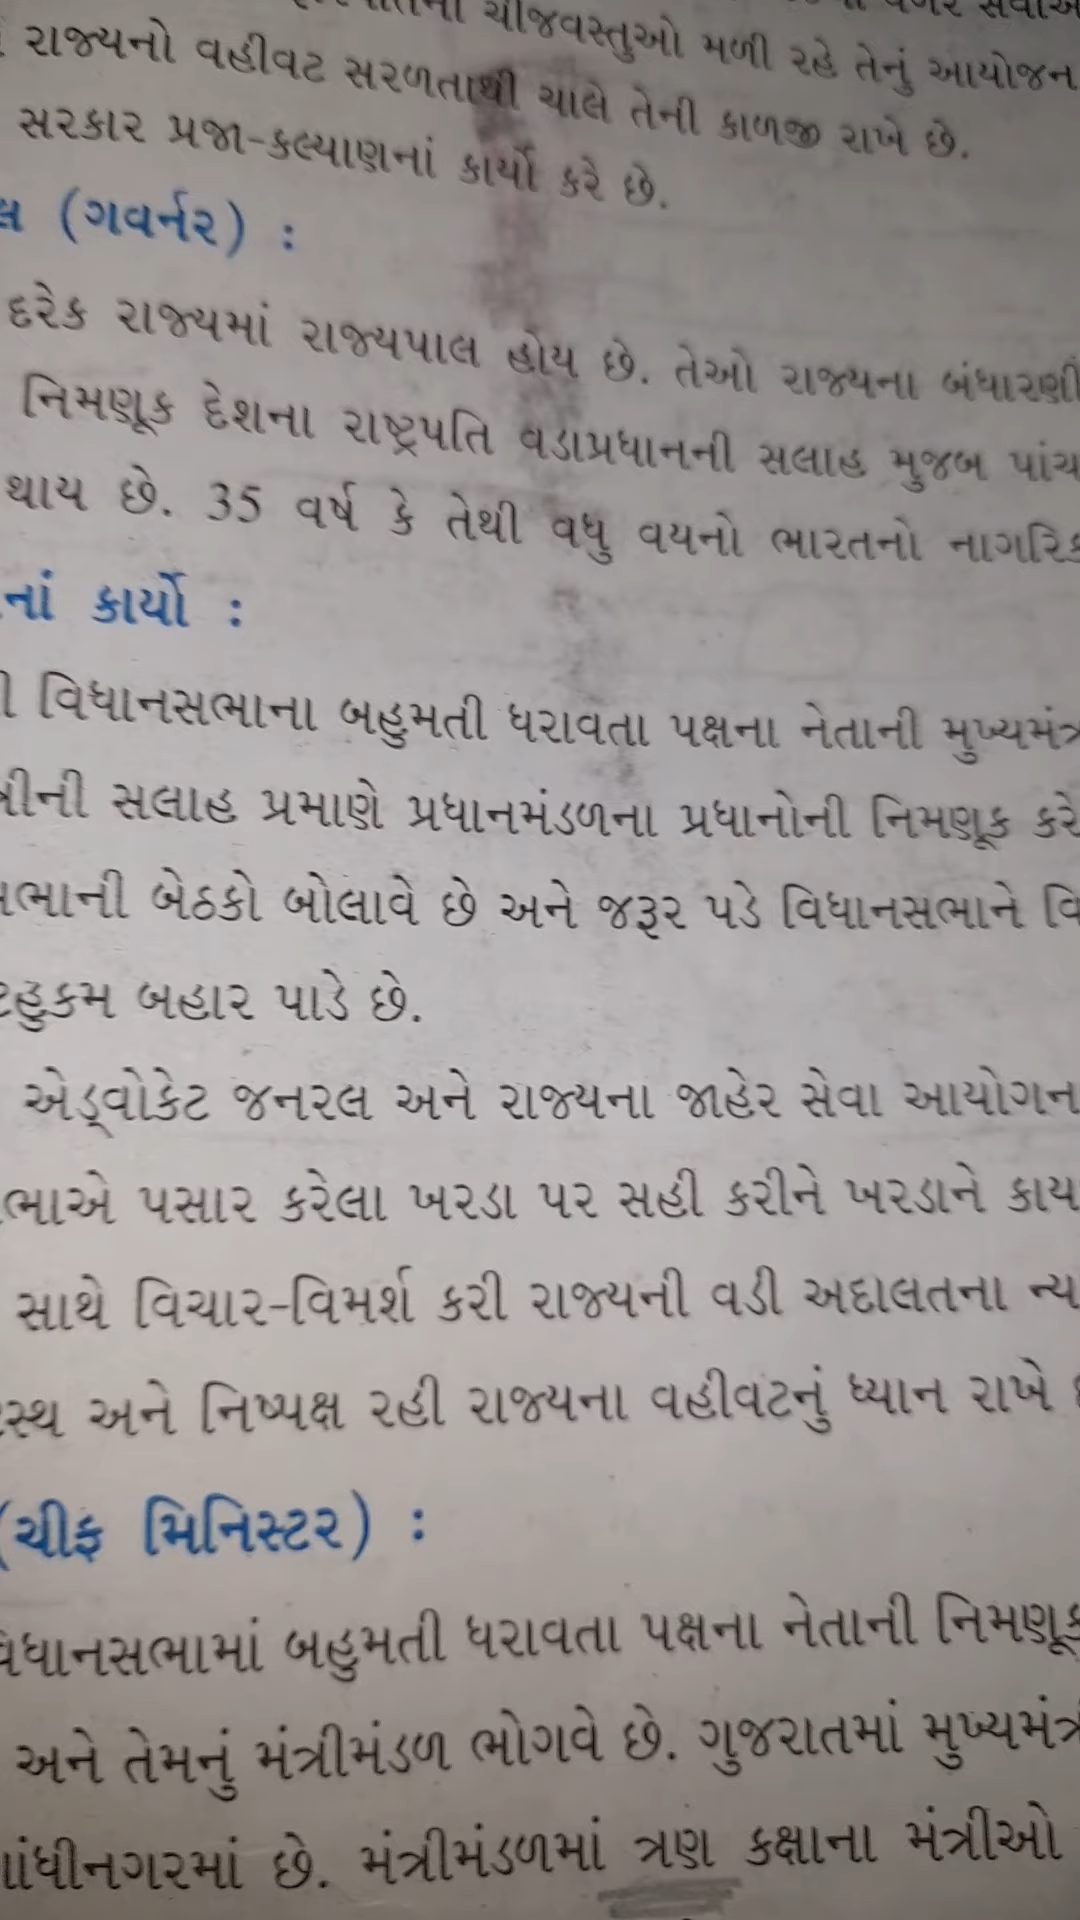 ચીજવસ્તુઓ મળી રહે તેનું આયોજન
રાજ્યનો વહીવટ સરળતાથી ચાલે તેની કાળજી રાખે છે.
સરકાર પ્રજા-કલ્યાણનાં કાર્યો કરે છે.
(ગવર્નર) :
દરેક રાજ્યમાં રાજ્યપાલ હોય છે. તેઓ રાજ્યના બંધારણી
નિમણૂક દેશના રાષ્ટ્રપતિ વડાપ્રધાનની સલાહ મુજબ પાંચ
થાય છે. 35 વર્ષ કે તેથી વધુ વયનો ભારતનો નાગરિક
નાં કાર્યો :
વિધાનસભાના બહુમતી ધરાવતા પક્ષના નેતાની મુખ્યમંત્ર
ત્રીની સલાહ પ્રમાણે પ્રધાનમંડળના પ્રધાનોની નિમણૂક કરે
ભાની બેઠકો બોલાવે છે અને જરૂર પડે વિધાનસભાને વિ
હુકમ બહાર પાડે છે.
એડ્વોકેટ જનરલ અને રાજ્યના જાહેર સેવા આયોગન
ભાએ પસાર કરેલા ખરડા પર સહી કરીને ખરડાને કાય
સાથે વિચાર-વિમર્શ કરી રાજ્યની વડી અદાલતના ન્ય
સ્થ અને નિષ્પક્ષ રહી રાજ્યના વહીવટનું ધ્યાન રાખે
(ચીફ મિનિસ્ટર) :
વિધાનસભામાં બહુમતી ધરાવતા પક્ષના નેતાની નિમણૂક
અને તેમનું મંત્રીમંડળ ભોગવે છે. ગુજરાતમાં મુખ્યમંત્ર
ગાંધીનગરમાં છે. મંત્રીમંડળમાં ત્રણ કક્ષાના મંત્રીઓ